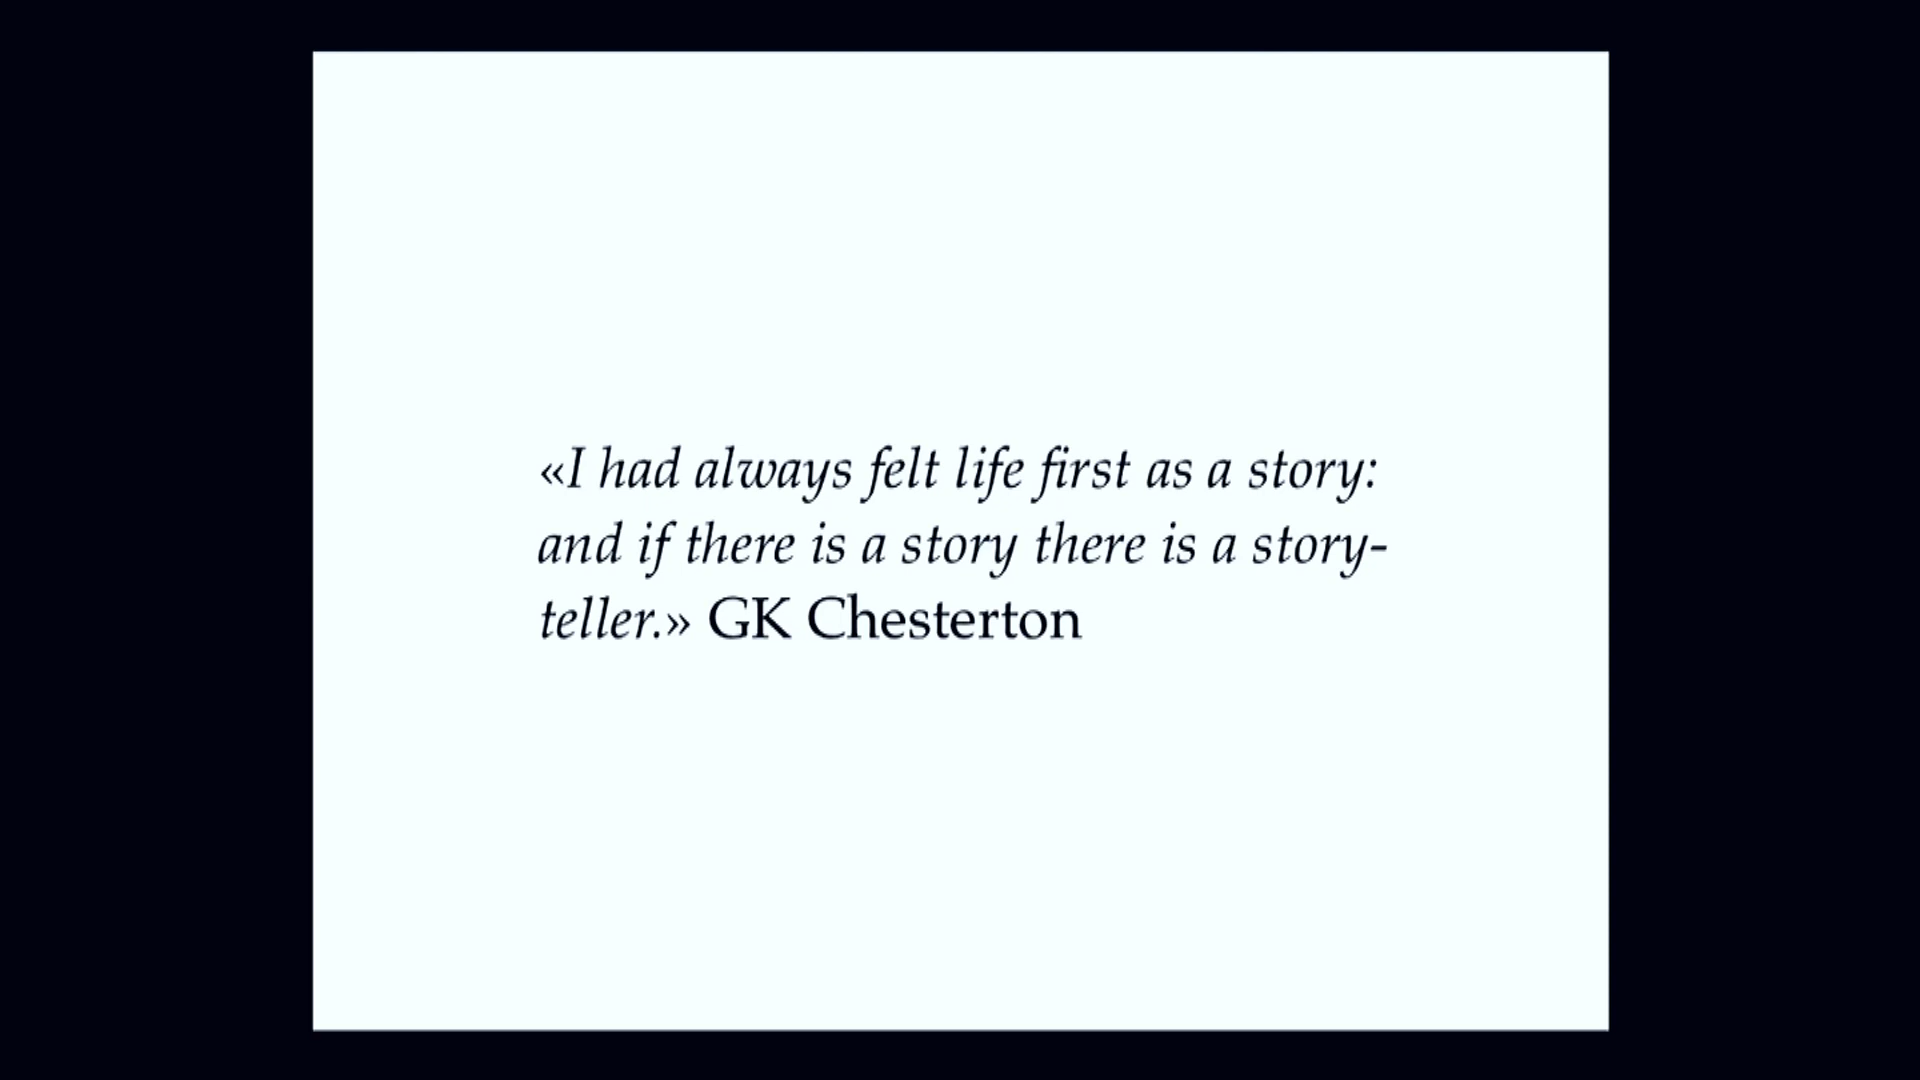 «I had always felt life first as a story:
and if there is a story there is a story-
teller.» GK Chesterton